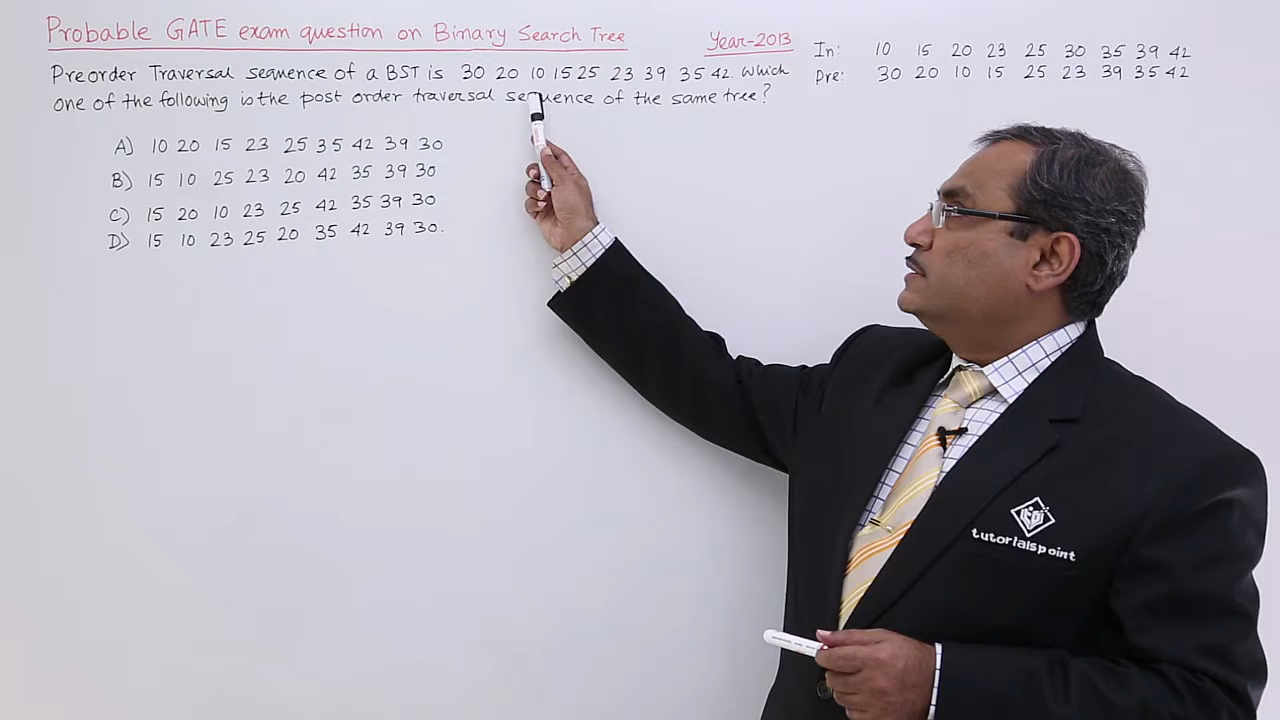 Probable GATE exam question on Binary Search Tree Year-2013
Preorder Traversal sequence of a BST is 30 20 10 15 25 23 39 35 42. Which
one of the following is the post order traversal sequence of the same tree?
A) 10 20 15 23 25 35 42 39 30
B) 15 10 25 23 20 42 35 39 30
C) 15 20 10 23 25 42 35 39 30
D) 15 10 23 25 20 35 42 39 30.
In: 10 15 20 23 25 30 35 39 42
Pre: 30 20 10 15 25 23 39 35 42
tutorialspoint